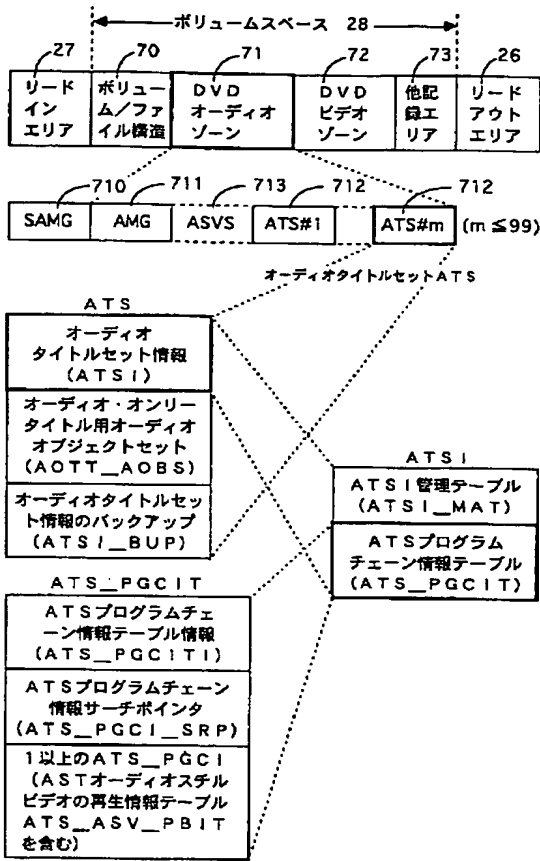 ボリュームスペース 28
27 70 71 72 73 26
リード
イン
エリア
ボリュー
ム/ファ
イル構造
DVD
オーディオ
ゾーン
DVD
ビデオ
ゾーン
他記
録エ
リア
リード
アウト
エリア
710 711 713 712 712
SAMG AMG ASVS ATS#1 ATS#m (m≦99)
オーディオタイトルセットATS
ATS
オーディオ
タイトルセット情報
(ATSI)
オーディオ・オンリー
タイトル用オーディオ
オブジェクトセット
(AOTT__AOBS)
オーディオタイトルセッ
ト情報のバックアップ
(ATSI__BUP)
ATSI
ATSI管理テーブル
(ATSI__MAT)
ATSプログラム
チェーン情報テーブル
(ATS__PGCIT)
ATS__PGCIT
ATSプログラムチェ
ーン情報テーブル情報
(ATS__PGCITI)
ATSプログラムチェーン
情報サーチポインタ
(ATS__PGCI__SRP)
1以上のATS__PGCI
(ASTオーディオスチル
ビデオの再生情報テーブル
ATS__ASV__PBIT
を含む)